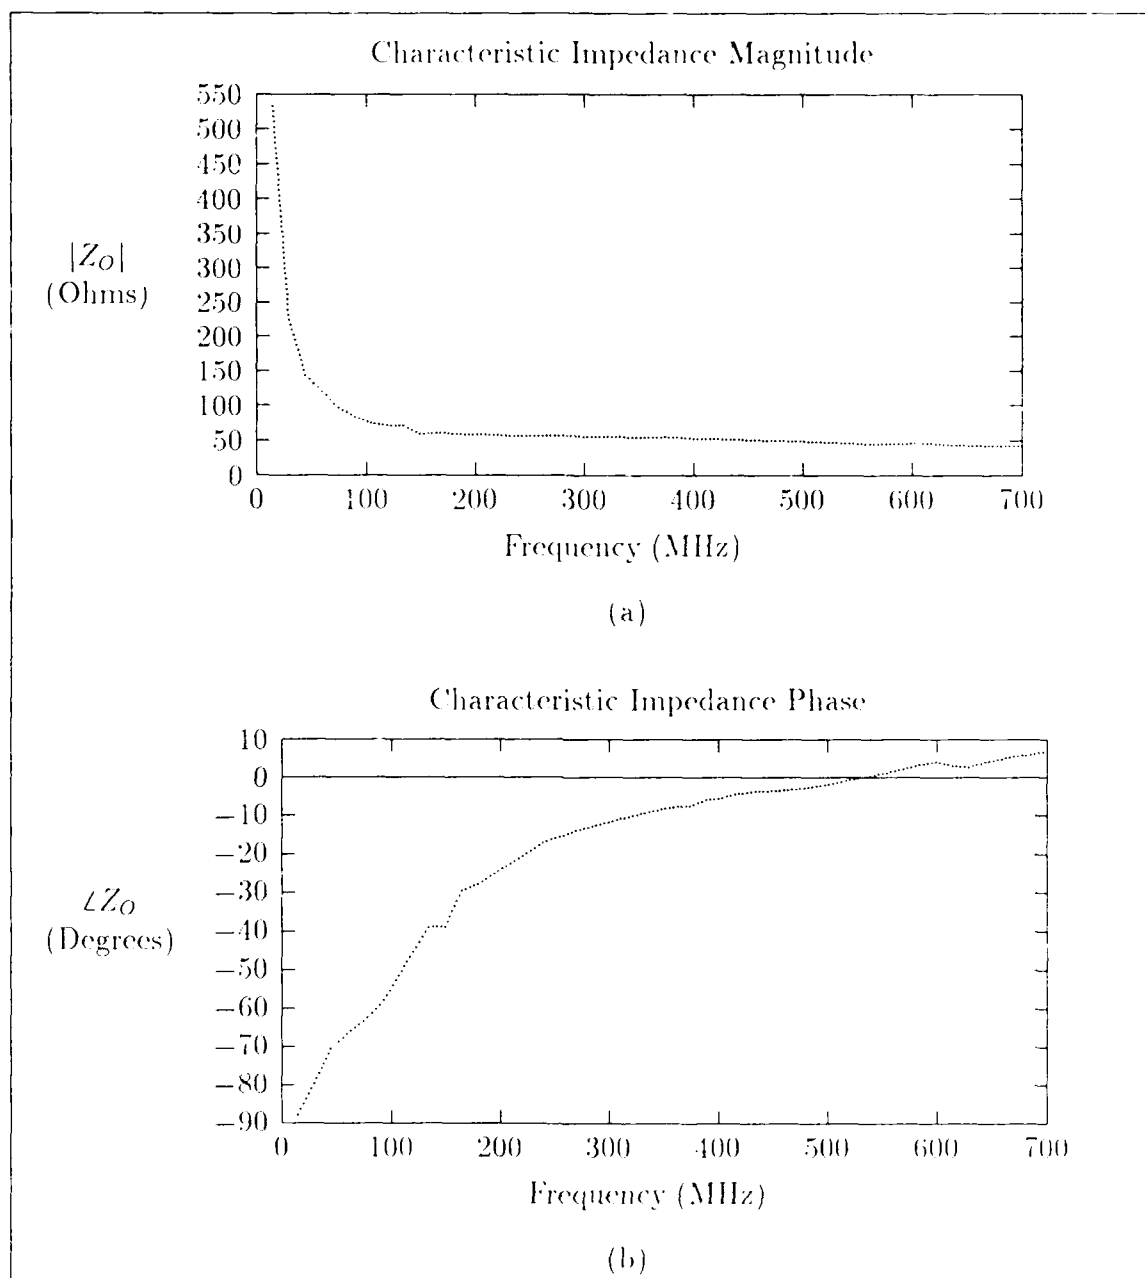 Characteristic Impedance Magnitude
550
500
450
400
350
300
250
200
150
100
50
0
|Z_O|
(Ohms)
0 100 200 300 400 500 600 700
Frequency (MHz)
(a)
Characteristic Impedance Phase
10
0
−10
−20
−30
−40
−50
−60
−70
−80
−90
∠Z_O
(Degrees)
0 100 200 300 400 500 600 700
Frequency (MHz)
(b)